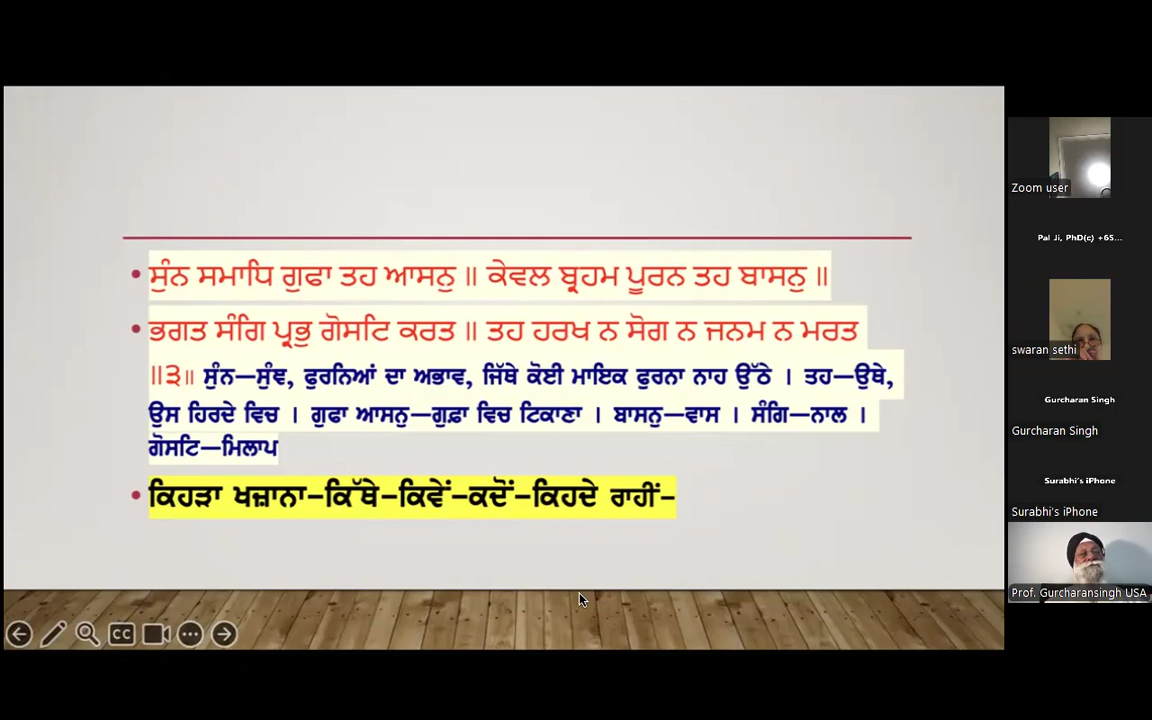 • ਸੁੰਨ ਸਮਾਧਿ ਗੁਫਾ ਤਹ ਆਸਨੁ ॥ ਕੇਵਲ ਬ੍ਰਹਮ ਪੂਰਨ ਤਹ ਬਾਸਨੁ ॥
• ਭਗਤ ਸੰਗਿ ਪ੍ਰਭੁ ਗੋਸਟਿ ਕਰਤ ॥ ਤਹ ਹਰਖ ਨ ਸੋਗ ਨ ਜਨਮ ਨ ਮਰਤ
॥੩॥ ਸੁੰਨ—ਸੁੰਞ, ਫੁਰਨਿਆਂ ਦਾ ਅਭਾਵ, ਜਿੱਥੇ ਕੋਈ ਮਾਇਕ ਫੁਰਨਾ ਨਾਹ ਉੱਠੇ । ਤਹ—ਉਥੇ,
ਉਸ ਹਿਰਦੇ ਵਿਚ । ਗੁਫਾ ਆਸਨੁ—ਗੁਫ਼ਾ ਵਿਚ ਟਿਕਾਣਾ । ਬਾਸਨੁ—ਵਾਸ । ਸੰਗਿ—ਨਾਲ ।
ਗੋਸਟਿ—ਮਿਲਾਪ
• ਕਿਹੜਾ ਖਜ਼ਾਨਾ–ਕਿੱਥੇ–ਕਿਵੇਂ–ਕਦੋਂ–ਕਿਹਦੇ ਰਾਹੀਂ–
CC
Zoom user
Pal Ji, PhD(c) +65...
swaran sethi
Gurcharan Singh
Gurcharan Singh
Surabhi's iPhone
Surabhi's iPhone
Prof. Gurcharansingh USA